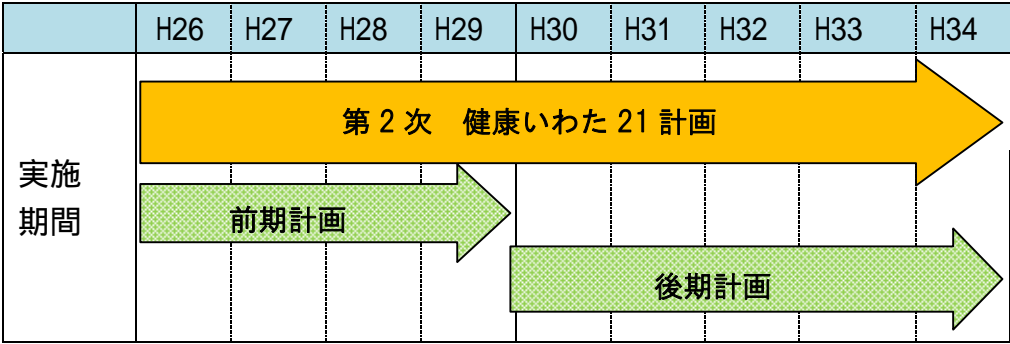 H26 H27 H28 H29 H30 H31 H32 H33 H34
第2次　健康いわた21計画
実施
期間
前期計画
後期計画